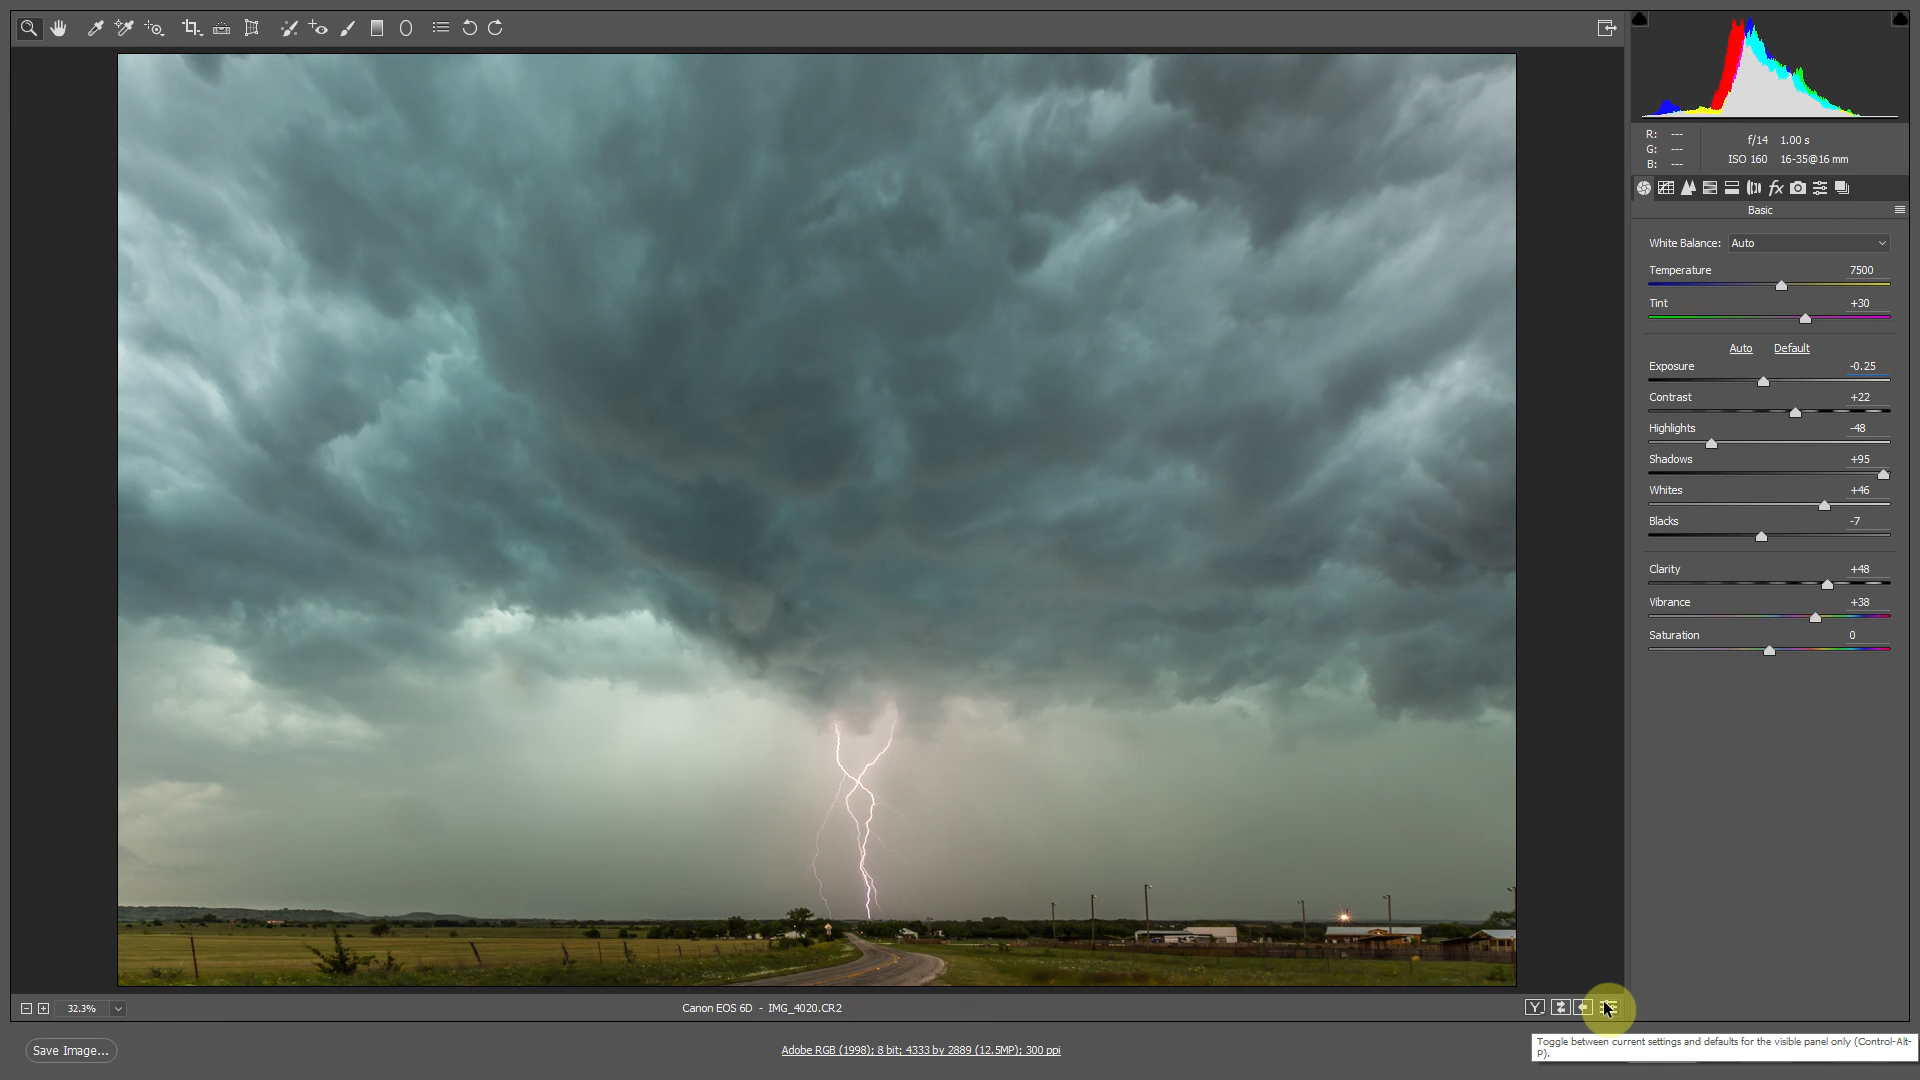 R: ---
G: ---
B: ---
f/14 1.00 s
ISO 160 16-35@16 mm
fx
Basic
White Balance: Auto
Temperature 7500
Tint +30
Auto Default
Exposure -0.25
Contrast +22
Highlights -48
Shadows +95
Whites +46
Blacks -7
Clarity +48
Vibrance +38
Saturation 0
32.3%
Canon EOS 6D - IMG_4020.CR2
Y
Save Image...
Adobe RGB (1998); 8 bit; 4333 by 2889 (12.5MP); 300 ppi
Toggle between current settings and defaults for the visible panel only (Control-Alt-
P).